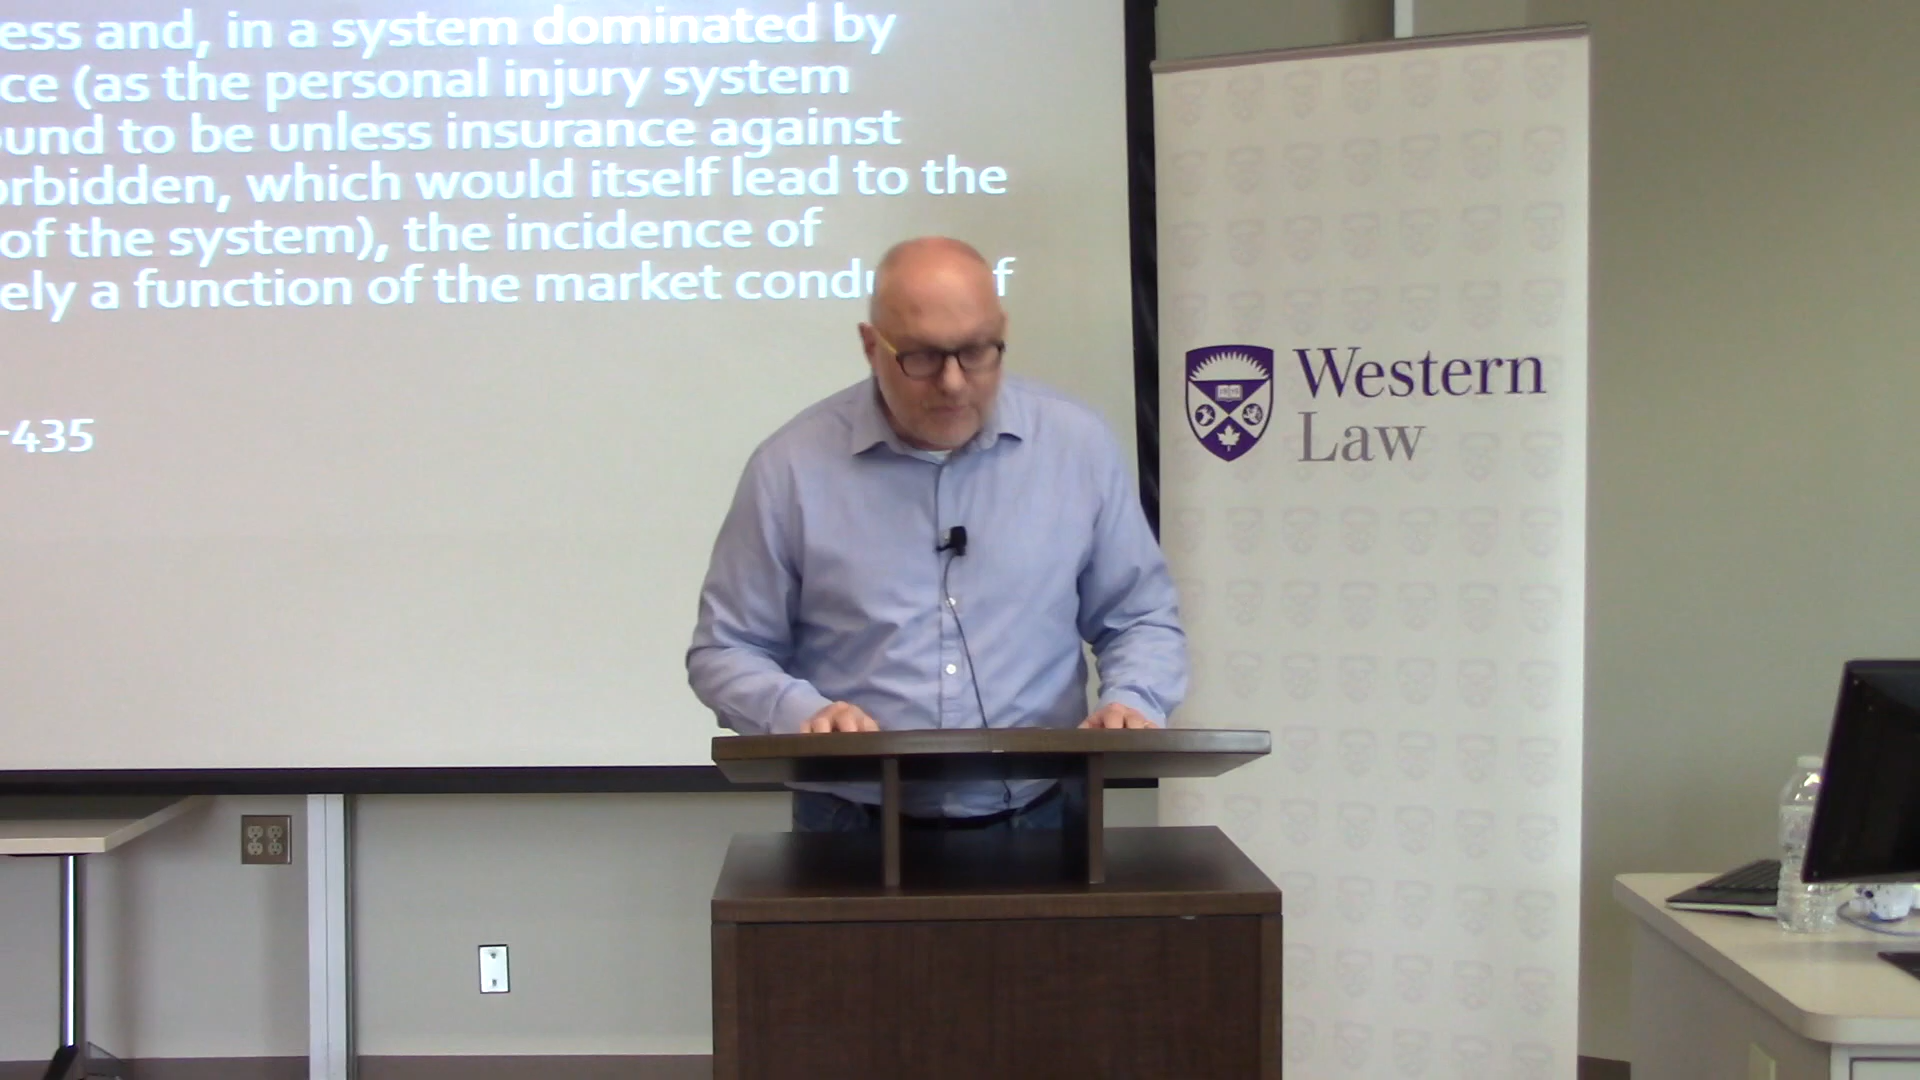 ess and, in a system dominated by
ce (as the personal injury system
ound to be unless insurance against
orbidden, which would itself lead to the
of the system), the incidence of
ely a function of the market condu f
-435
Western
Law